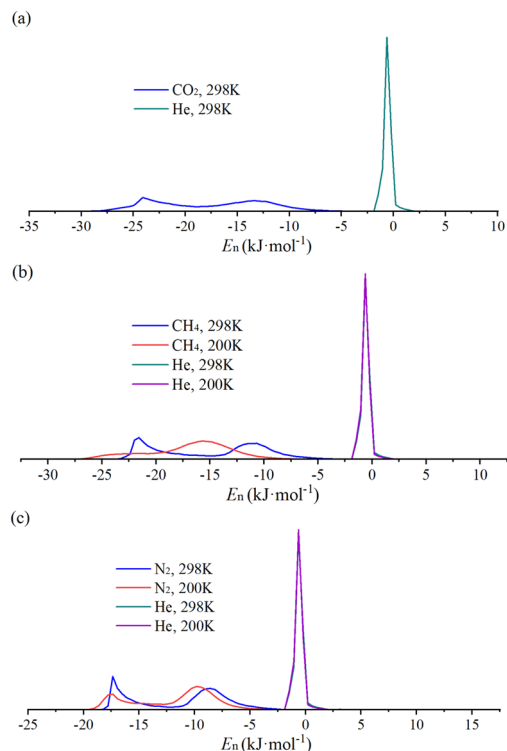 (a)
CO₂, 298K
He, 298K
-35 -30 -25 -20 -15 -10 -5 0 5 10
Eₙ (kJ·mol⁻¹)
(b)
CH₄, 298K
CH₄, 200K
He, 298K
He, 200K
-30 -25 -20 -15 -10 -5 0 5 10
Eₙ (kJ·mol⁻¹)
(c)
N₂, 298K
N₂, 200K
He, 298K
He, 200K
-25 -20 -15 -10 -5 0 5 10 15
Eₙ (kJ·mol⁻¹)